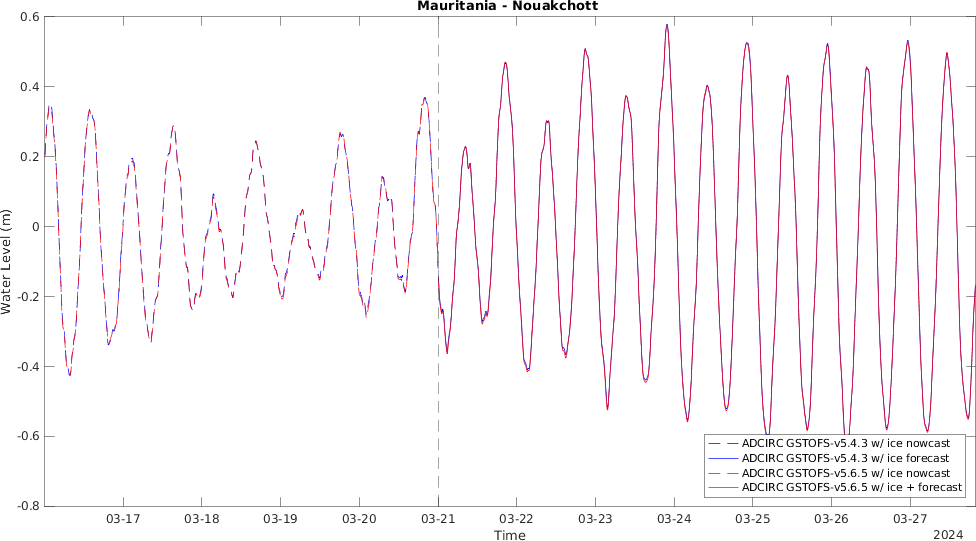 Mauritania - Nouakchott
0.6
0.4
0.2
0
-0.2
-0.4
-0.6
-0.8
Water Level (m)
ADCIRC GSTOFS-v5.4.3 w/ ice nowcast
ADCIRC GSTOFS-v5.4.3 w/ ice forecast
ADCIRC GSTOFS-v5.6.5 w/ ice nowcast
ADCIRC GSTOFS-v5.6.5 w/ ice + forecast
03-17 03-18 03-19 03-20 03-21 03-22 03-23 03-24 03-25 03-26 03-27
Time
2024